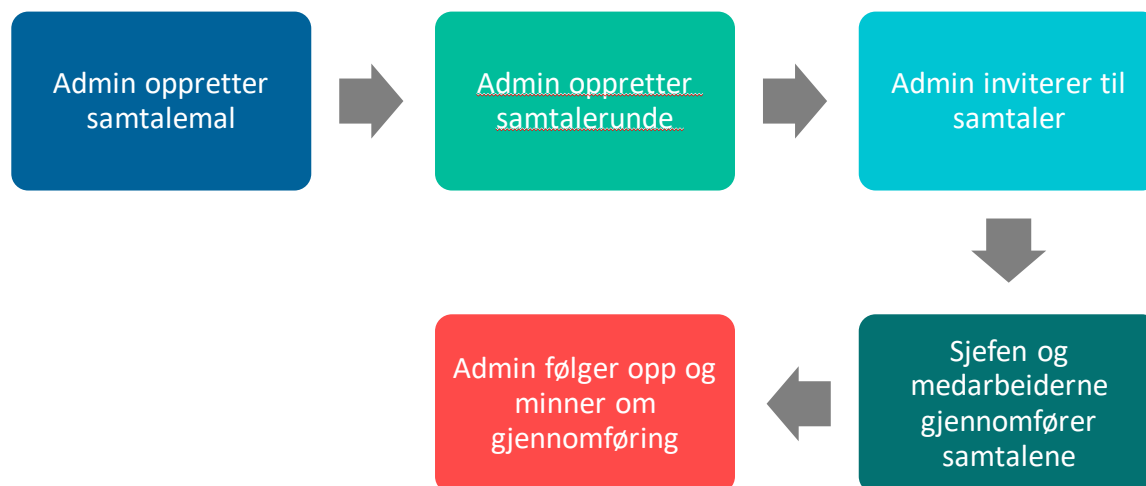 Admin oppretter
samtalemal
Admin oppretter
samtalerunde
Admin inviterer til
samtaler
Sjefen og
medarbeiderne
gjennomfører
samtalene
Admin følger opp og
minner om
gjennomføring